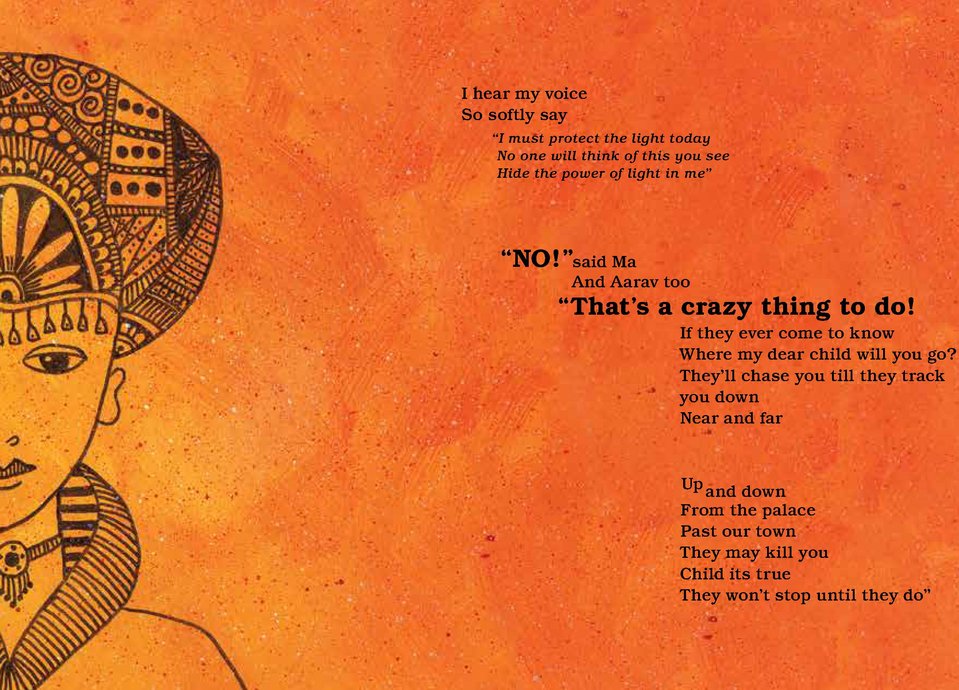 I hear my voice
So softly say
“I must protect the light today
No one will think of this you see
Hide the power of light in me”
“NO!” said Ma
And Aarav too
“That’s a crazy thing to do!
If they ever come to know
Where my dear child will you go?
They’ll chase you till they track
you down
Near and far
Up and down
From the palace
Past our town
They may kill you
Child its true
They won’t stop until they do”